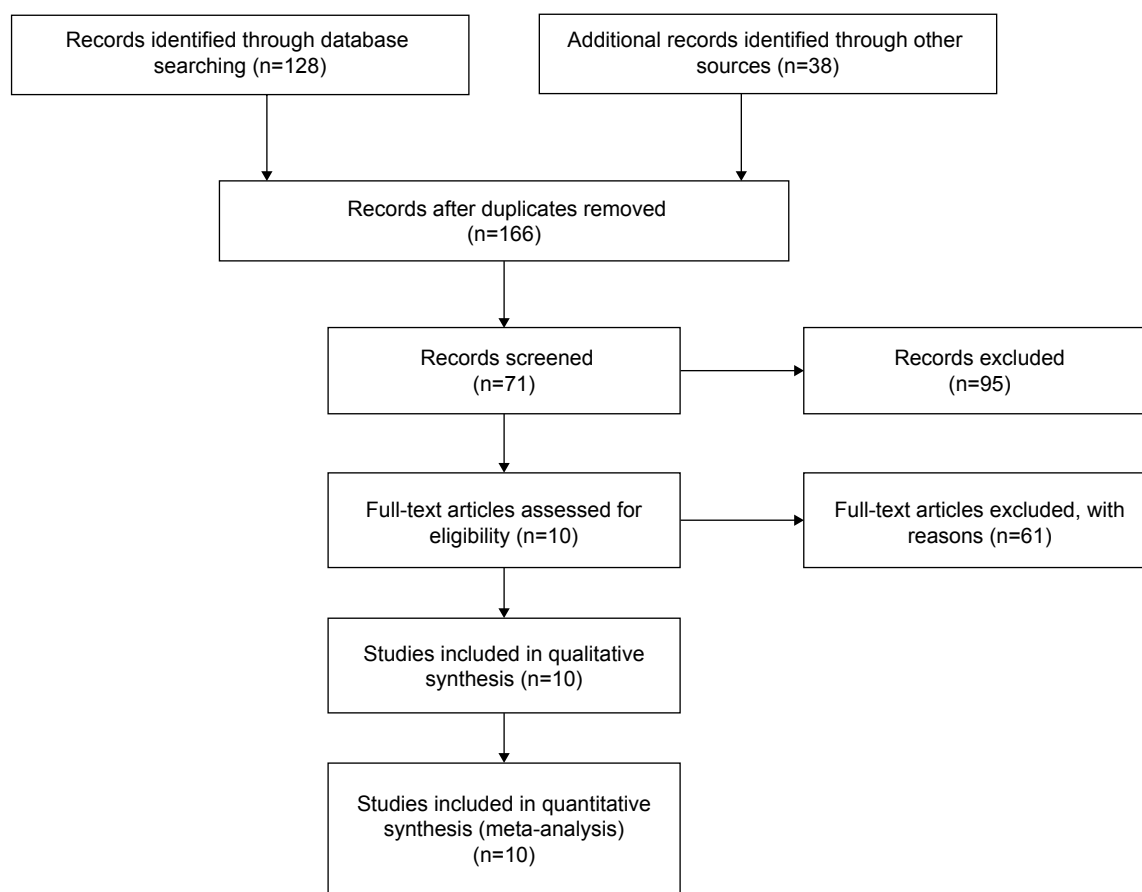 Records identified through database
searching (n=128)
Additional records identified through other
sources (n=38)
Records after duplicates removed
(n=166)
Records screened
(n=71)
Records excluded
(n=95)
Full-text articles assessed for
eligibility (n=10)
Full-text articles excluded, with
reasons (n=61)
Studies included in qualitative
synthesis (n=10)
Studies included in quantitative
synthesis (meta-analysis)
(n=10)